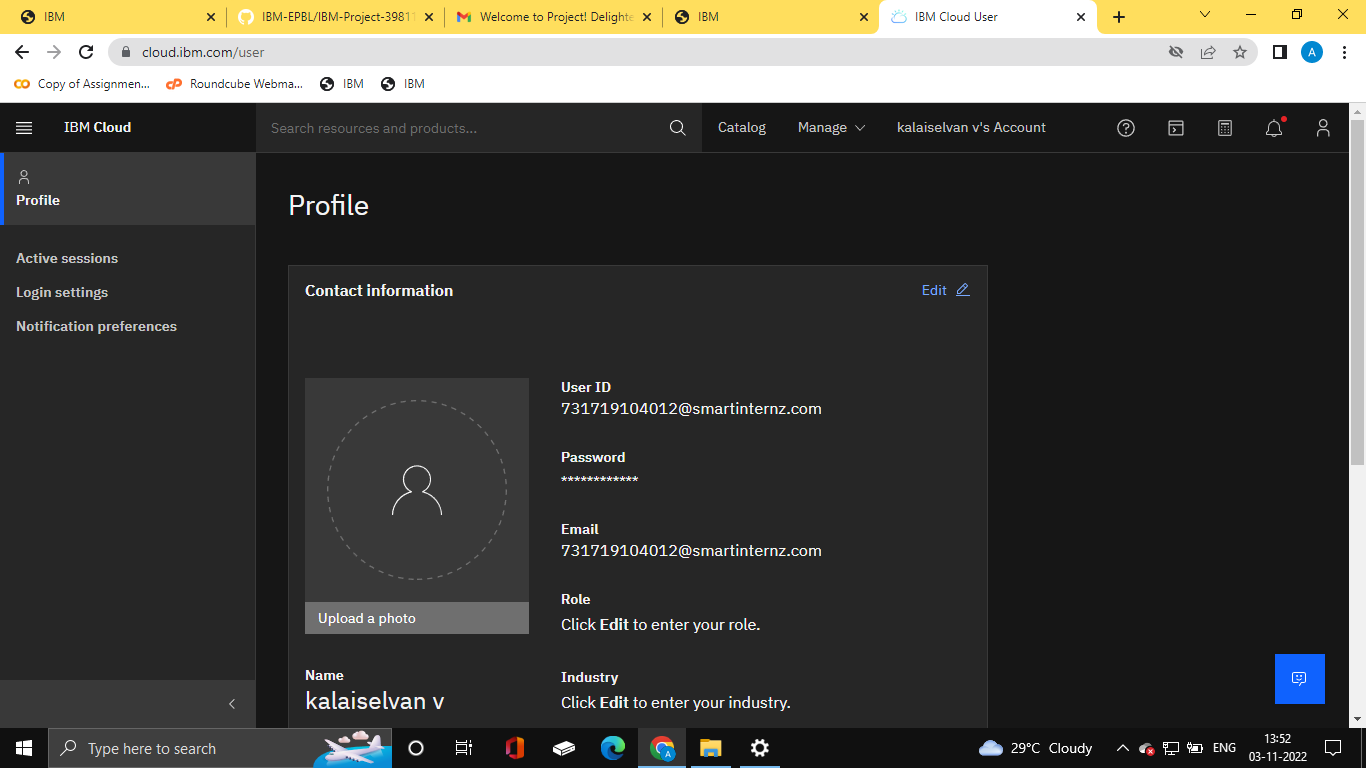 IBM
IBM-EPBL/IBM-Project-3981
Welcome to Project! Delighte
IBM
IBM Cloud User
cloud.ibm.com/user
A
Copy of Assignmen...
Roundcube Webma...
IBM
IBM
IBM Cloud
Search resources and products...
Catalog
Manage
kalaiselvan v's Account
Profile
Active sessions
Login settings
Notification preferences
Profile
Contact information
Edit
Upload a photo
Name
kalaiselvan v
User ID
731719104012@smartinternz.com
Password
************
Email
731719104012@smartinternz.com
Role
Click Edit to enter your role.
Industry
Click Edit to enter your industry.
Type here to search
29°C Cloudy
ENG
13:52
03-11-2022